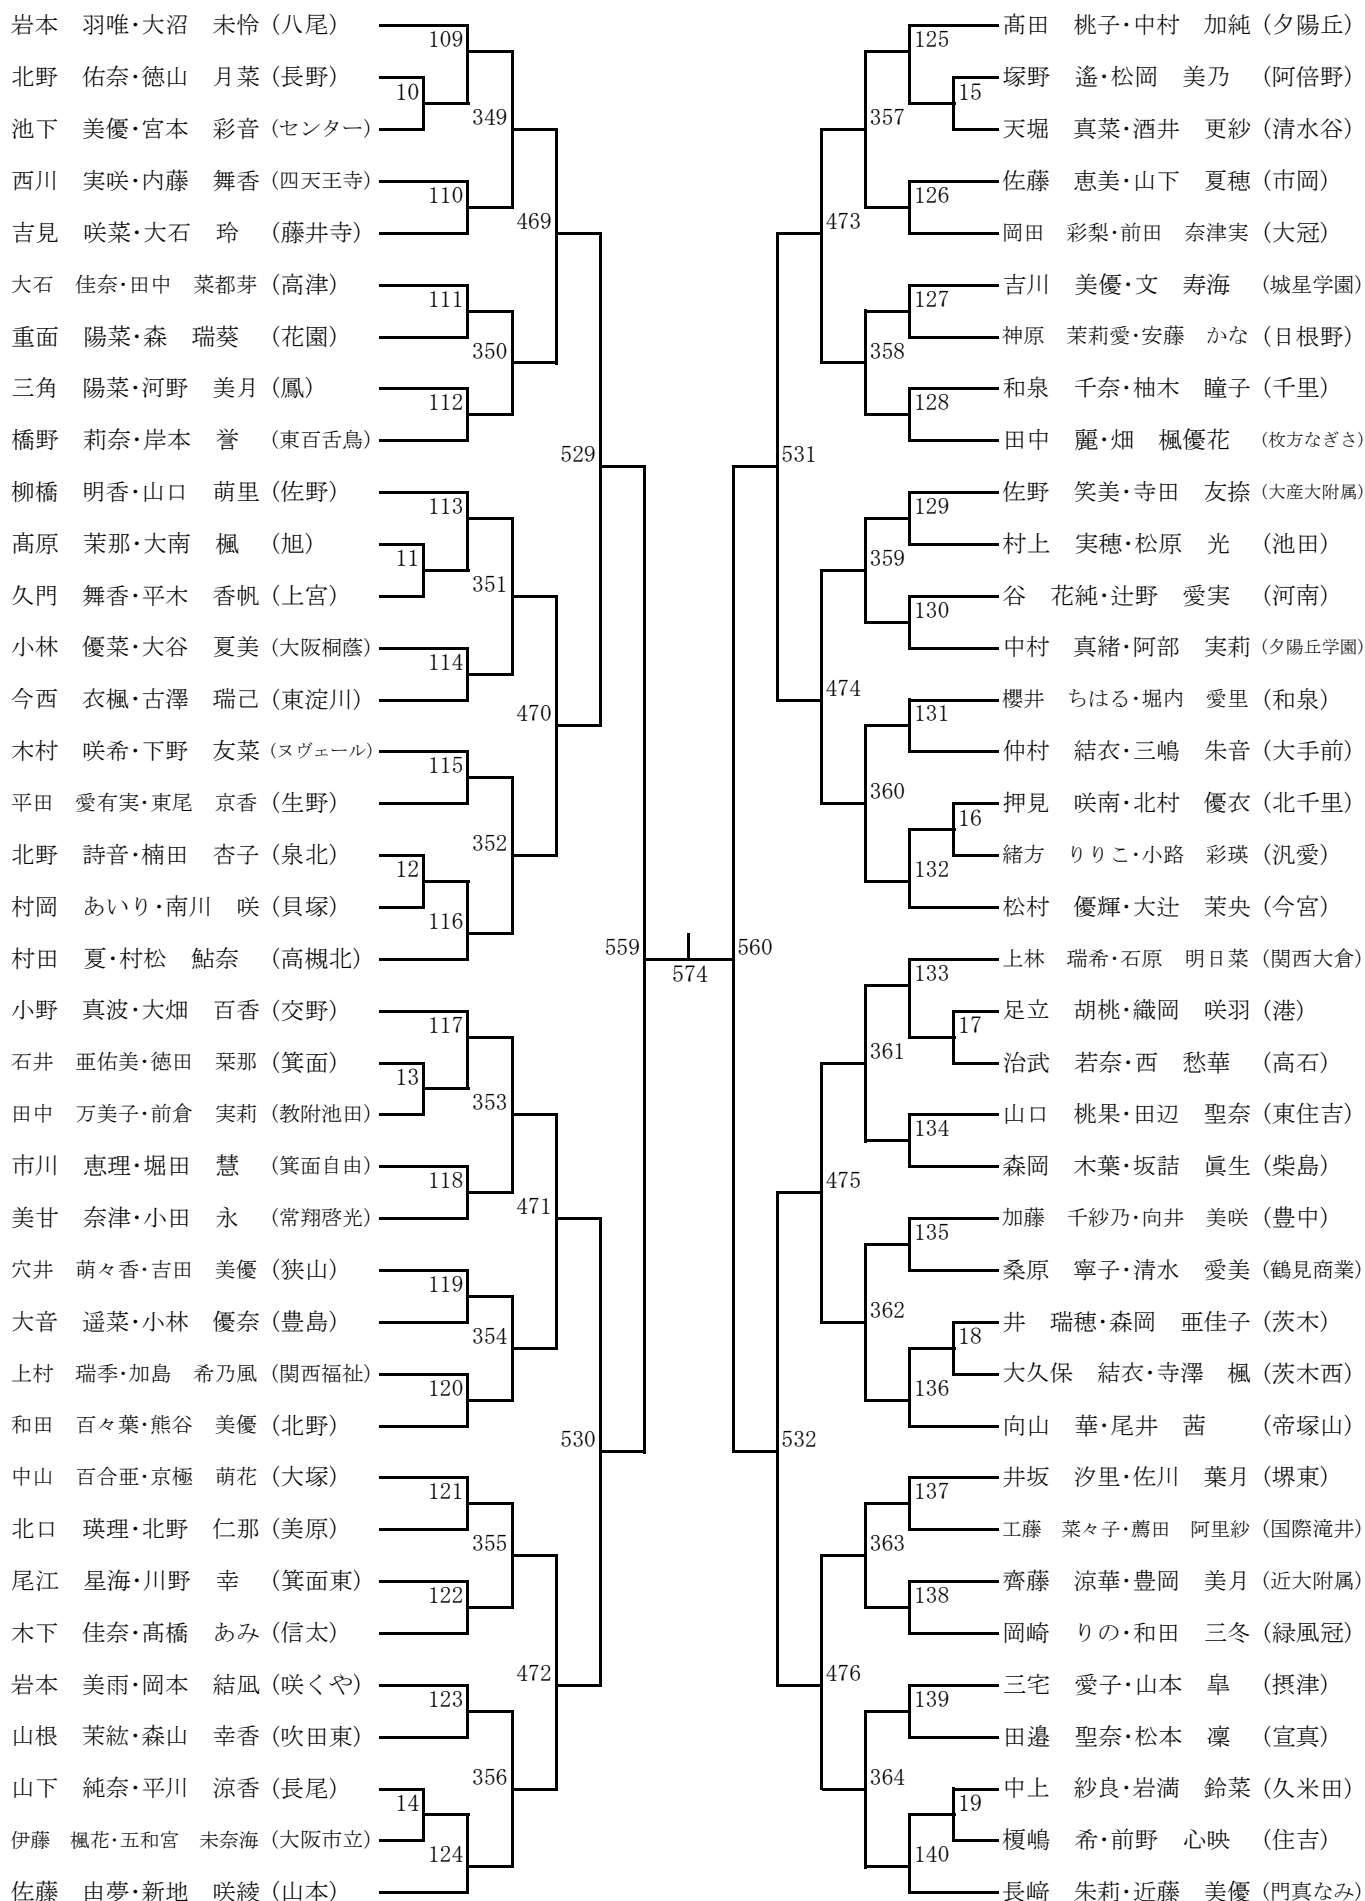 岩本　羽唯・大沼　未怜 (八尾)
109
北野　佑奈・徳山　月菜 (長野)
10
池下　美優・宮本　彩音 (センター)
349
西川　実咲・内藤　舞香 (四天王寺)
110
吉見　咲菜・大石　玲 (藤井寺)
469
大石　佳奈・田中　菜都芽 (高津)
111
重面　陽菜・森　瑞葵 (花園)
350
三角　陽菜・河野　美月 (鳳)
112
橋野　莉奈・岸本　誉 (東百舌鳥)
529
柳橋　明香・山口　萌里 (佐野)
113
髙原　茉那・大南　楓 (旭)
11
久門　舞香・平木　香帆 (上宮)
351
小林　優菜・大谷　夏美 (大阪桐蔭)
114
今西　衣楓・古澤　瑞己 (東淀川)
470
木村　咲希・下野　友菜 (ヌヴェール)
115
平田　愛有実・東尾　京香 (生野)
352
北野　詩音・楠田　杏子 (泉北)
12
村岡　あいり・南川　咲 (貝塚)
116
村田　夏・村松　鮎奈 (高槻北)
559
574
560
小野　真波・大畑　百香 (交野)
117
石井　亜佑美・徳田　栞那 (箕面)
13
田中　万美子・前倉　実莉 (教附池田)
353
市川　恵理・堀田　慧 (箕面自由)
118
美甘　奈津・小田　永 (常翔啓光)
471
穴井　萌々香・吉田　美優 (狭山)
119
大音　遥菜・小林　優奈 (豊島)
354
上村　瑞季・加島　希乃風 (関西福祉)
120
和田　百々葉・熊谷　美優 (北野)
530
中山　百合亜・京極　萌花 (大塚)
121
北口　瑛理・北野　仁那 (美原)
355
尾江　星海・川野　幸 (箕面東)
122
木下　佳奈・髙橋　あみ (信太)
472
岩本　美雨・岡本　結凪 (咲くや)
123
山根　茉紘・森山　幸香 (吹田東)
356
山下　純奈・平川　涼香 (長尾)
14
伊藤　楓花・五和宮　未奈海 (大阪市立)
124
佐藤　由夢・新地　咲綾 (山本)
髙田　桃子・中村　加純 (夕陽丘)
125
塚野　遙・松岡　美乃 (阿倍野)
15
天堀　真菜・酒井　更紗 (清水谷)
357
佐藤　恵美・山下　夏穂 (市岡)
126
岡田　彩梨・前田　奈津実 (大冠)
473
吉川　美優・文　寿海 (城星学園)
127
神原　茉莉愛・安藤　かな (日根野)
358
和泉　千奈・柚木　瞳子 (千里)
128
田中　麗・畑　楓優花 (枚方なぎさ)
531
佐野　笑美・寺田　友捺 (大産大附属)
129
村上　実穂・松原　光 (池田)
359
谷　花純・辻野　愛実 (河南)
130
中村　真緒・阿部　実莉 (夕陽丘学園)
474
櫻井　ちはる・堀内　愛里 (和泉)
131
仲村　結衣・三嶋　朱音 (大手前)
360
押見　咲南・北村　優衣 (北千里)
16
緒方　りりこ・小路　彩瑛 (汎愛)
132
松村　優輝・大辻　茉央 (今宮)
上林　瑞希・石原　明日菜 (関西大倉)
133
足立　胡桃・織岡　咲羽 (港)
17
治武　若奈・西　愁華 (高石)
361
山口　桃果・田辺　聖奈 (東住吉)
134
森岡　木葉・坂詰　眞生 (柴島)
475
加藤　千紗乃・向井　美咲 (豊中)
135
桑原　寧子・清水　愛美 (鶴見商業)
362
井　瑞穂・森岡　亜佳子 (茨木)
18
大久保　結衣・寺澤　楓 (茨木西)
136
向山　華・尾井　茜 (帝塚山)
532
井坂　汐里・佐川　葉月 (堺東)
137
工藤　菜々子・薦田　阿里紗 (国際滝井)
363
齊藤　涼華・豊岡　美月 (近大附属)
138
岡崎　りの・和田　三冬 (緑風冠)
476
三宅　愛子・山本　皐 (摂津)
139
田邉　聖奈・松本　凜 (宣真)
364
中上　紗良・岩満　鈴菜 (久米田)
19
榎嶋　希・前野　心映 (住吉)
140
長﨑　朱莉・近藤　美優 (門真なみ)